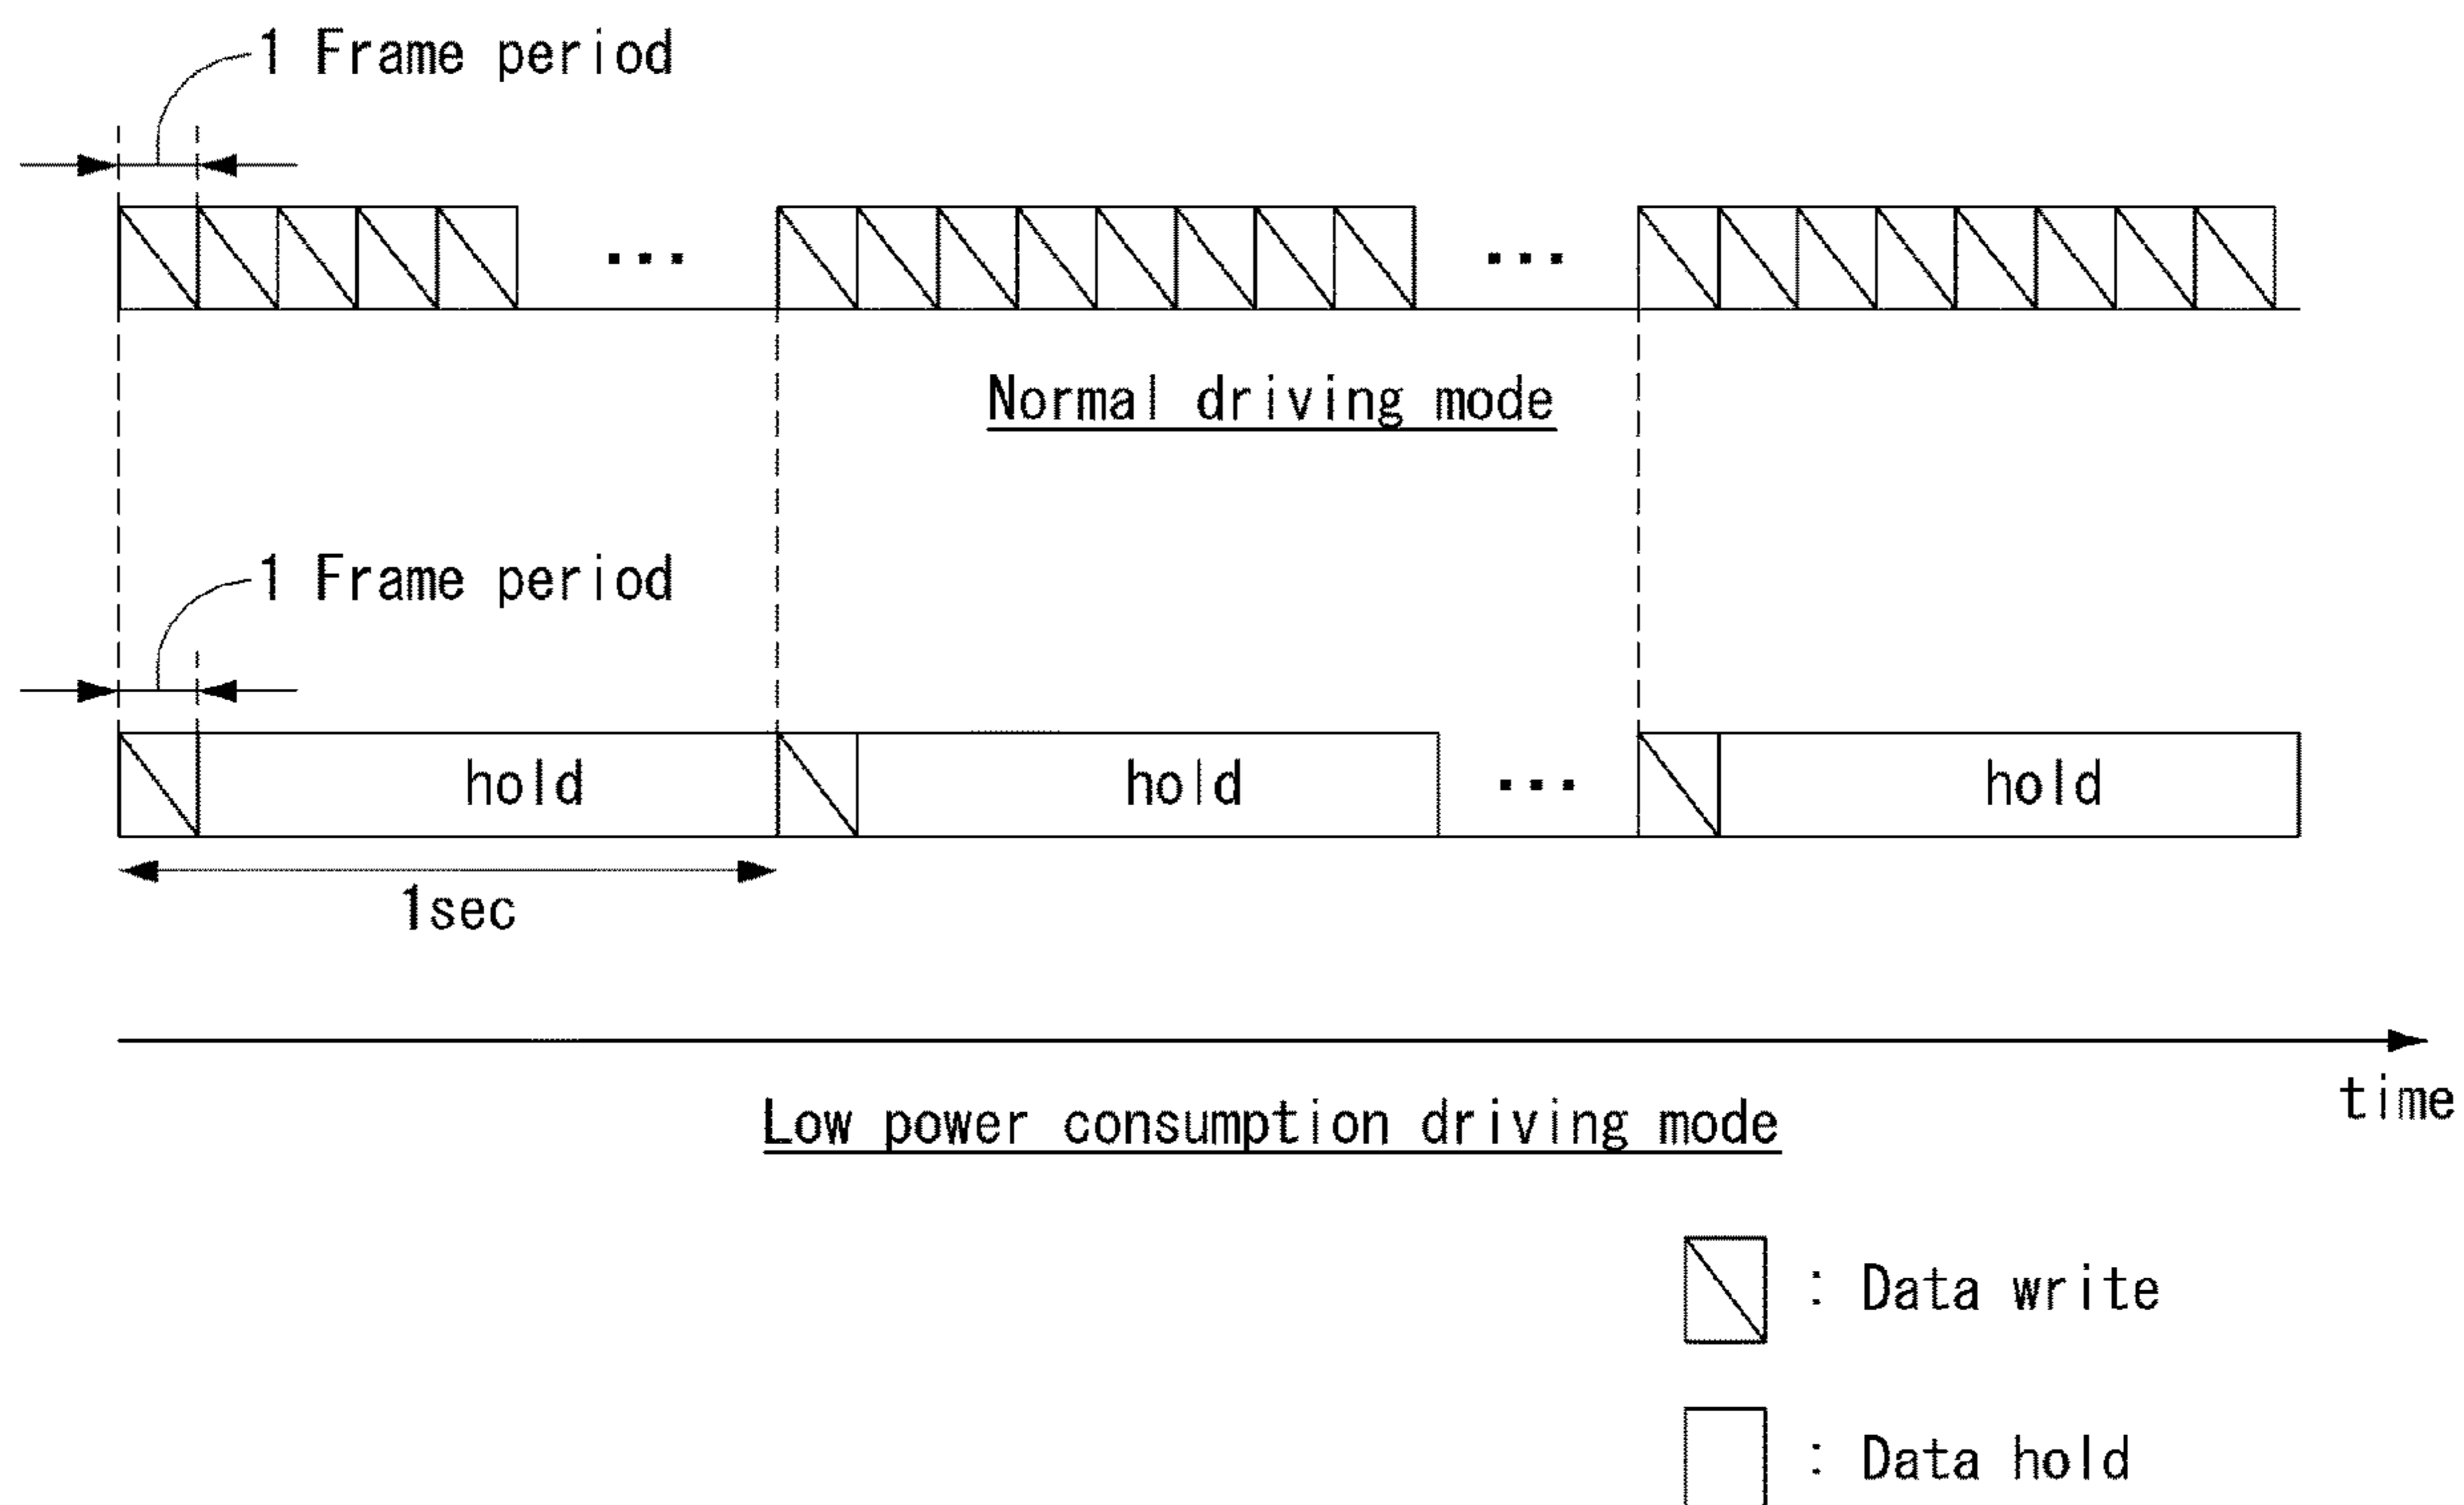 1 Frame period
...
...
Normal driving mode
1 Frame period
hold
hold
...
hold
1sec
time
Low power consumption driving mode
: Data write
: Data hold